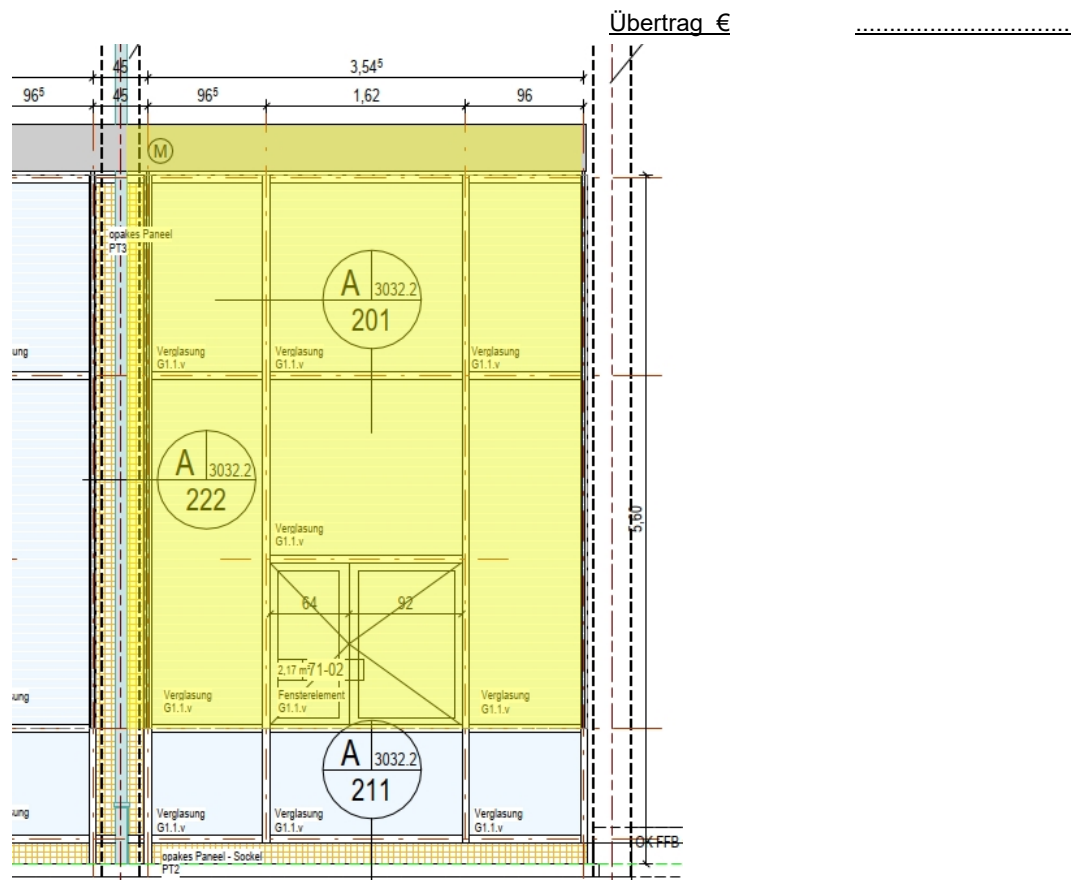 Übertrag €
45 3,54⁵
96⁵ 45 96⁵ 1,62 96
M
opakes Paneel
PT3
A 3032.2
201
ung
Verglasung
G1.1.v
Verglasung
G1.1.v
Verglasung
G1.1.v
A 3032.2
222
Verglasung
G1.1.v
5,60
64 92
2,17 m² 71-02
ung
Verglasung
G1.1.v
Fensterelement
G1.1.v
Verglasung
G1.1.v
A 3032.2
211
ung
Verglasung
G1.1.v
Verglasung
G1.1.v
Verglasung
G1.1.v
OK FFB
opakes Paneel - Sockel
PT2